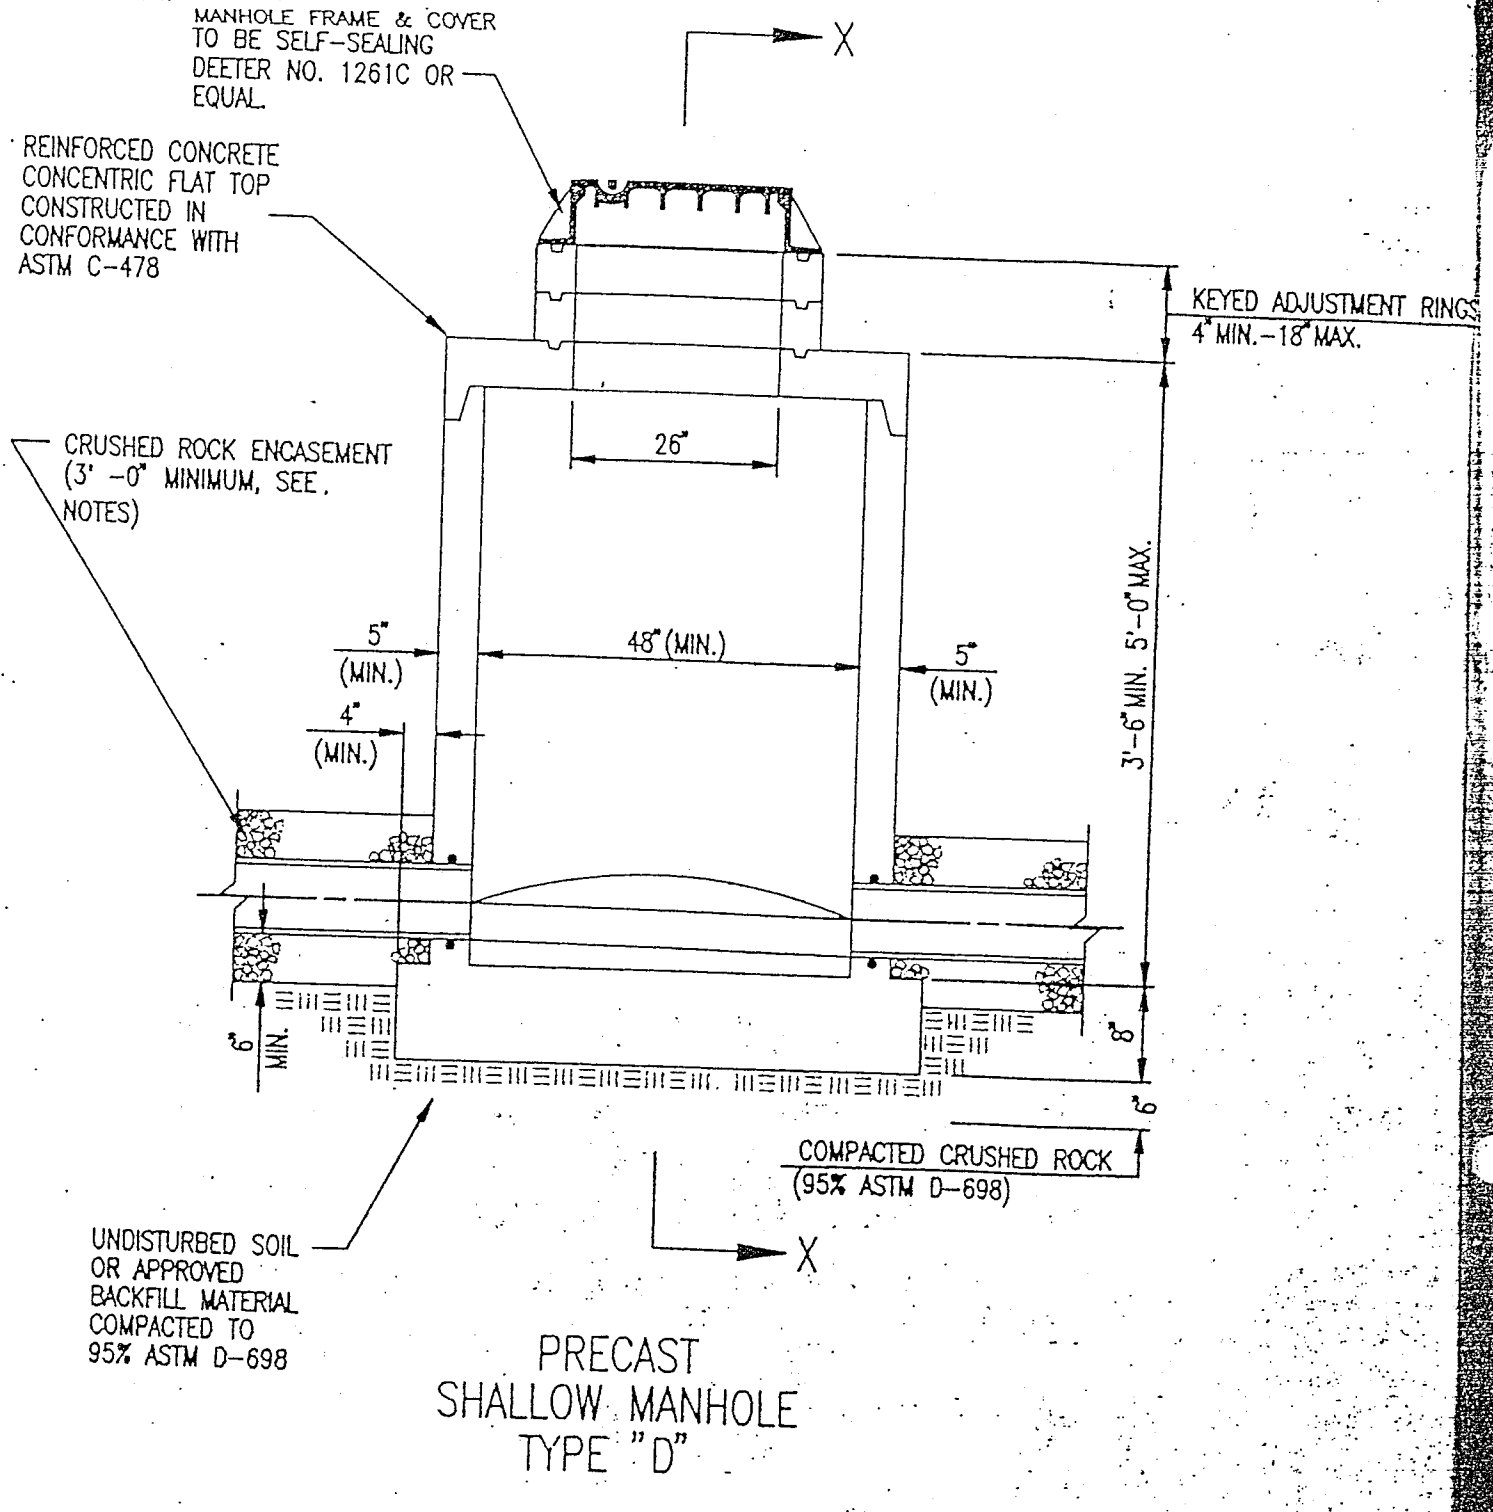 MANHOLE FRAME & COVER
TO BE SELF-SEALING
DEETER NO. 1261C OR
EQUAL.
X
REINFORCED CONCRETE
CONCENTRIC FLAT TOP
CONSTRUCTED IN
CONFORMANCE WITH
ASTM C-478
KEYED ADJUSTMENT RINGS
4" MIN.-18" MAX.
CRUSHED ROCK ENCASEMENT
(3' -0" MINIMUM, SEE
NOTES)
26"
3'-6" MIN. 5'-0" MAX.
5"
(MIN.)
48" (MIN.)
5"
(MIN.)
4"
(MIN.)
6"
MIN.
8"
6"
COMPACTED CRUSHED ROCK
(95% ASTM D-698)
X
UNDISTURBED SOIL
OR APPROVED
BACKFILL MATERIAL
COMPACTED TO
95% ASTM D-698
PRECAST
SHALLOW MANHOLE
TYPE "D"